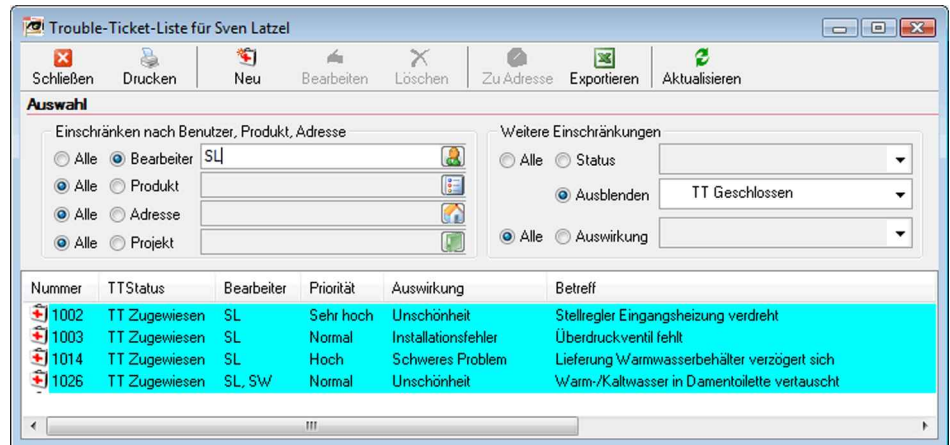 Trouble-Ticket-Liste für Sven Latzel
Schließen Drucken Neu Bearbeiten Löschen Zu Adresse Exportieren Aktualisieren
Auswahl
Einschränken nach Benutzer, Produkt, Adresse
Alle Bearbeiter SL
Alle Produkt
Alle Adresse
Alle Projekt
Weitere Einschränkungen
Alle Status
Ausblenden TT Geschlossen
Alle Auswirkung
Nummer TTStatus Bearbeiter Priorität Auswirkung Betreff
1002 TT Zugewiesen SL Sehr hoch Unschönheit Stellregler Eingangsheizung verdreht
1003 TT Zugewiesen SL Normal Installationsfehler Überdruckventil fehlt
1014 TT Zugewiesen SL Hoch Schweres Problem Lieferung Warmwasserbehälter verzögert sich
1026 TT Zugewiesen SL, SW Normal Unschönheit Warm-/Kaltwasser in Damentoilette vertauscht